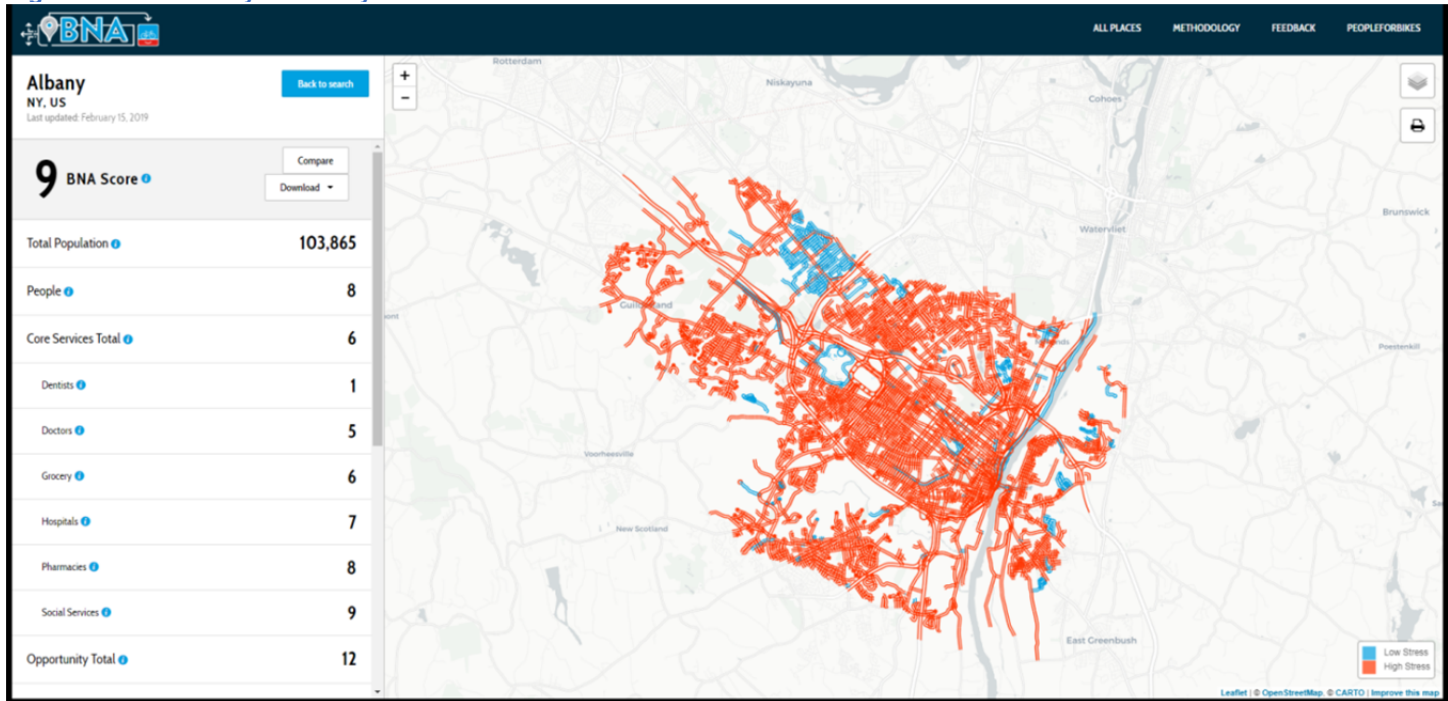 BNA
ALL PLACES
METHODOLOGY
FEEDBACK
PEOPLEFORBIKES
Albany
NY, US
Last updated: February 15, 2019
Back to search
9 BNA Score
Compare
Download
Total Population 103,865
People 8
Core Services Total 6
Dentists 1
Doctors 5
Grocery 6
Hospitals 7
Pharmacies 8
Social Services 9
Opportunity Total 12
+
-
Rotterdam
Niskayuna
Cohoes
Brunswick
Watervliet
Poestenkill
Voorheesville
New Scotland
East Greenbush
Low Stress
High Stress
Leaflet | © OpenStreetMap, © CARTO | Improve this map